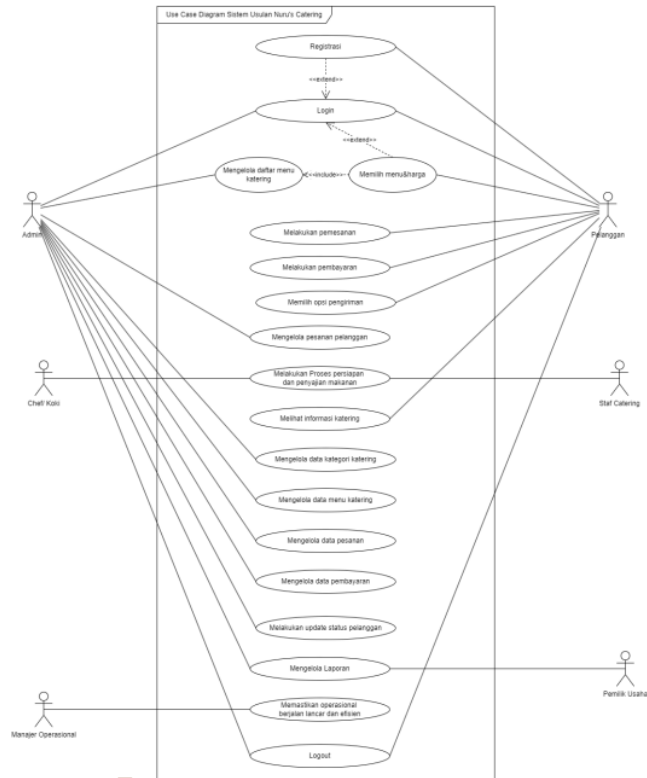 Use Case Diagram Sistem Usulan Nuru's Catering
Registrasi
<<extend>>
Login
<<extend>>
Mengelola daftar menu
katering
<<include>>
Memilih menu&harga
Admin
Pelanggan
Melakukan pemesanan
Melakukan pembayaran
Memilih opsi pengiriman
Mengelola pesanan pelanggan
Melakukan Proses persiapan
dan penyajian makanan
Chef/ Koki
Staf Catering
Melihat informasi katering
Mengelola data kategori katering
Mengelola data menu katering
Mengelola data pesanan
Mengelola data pembayaran
Melakukan update status pelanggan
Mengelola Laporan
Pemilik Usaha
Memastikan operasional
berjalan lancar dan efisien
Manajer Operasional
Logout